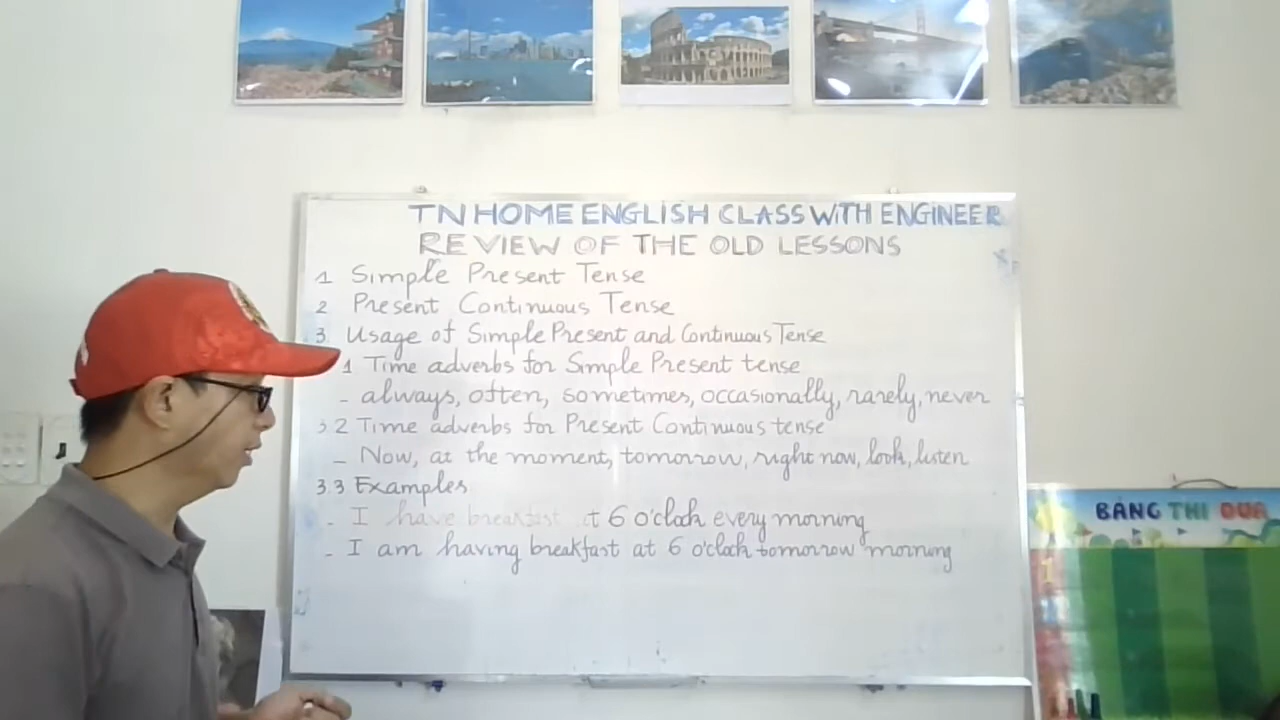 TN HOME ENGLISH CLASS WITH ENGINEER
REVIEW OF THE OLD LESSONS
1 Simple Present Tense
2 Present Continuous Tense
3. Usage of Simple Present and Continuous Tense
1 Time adverbs for Simple Present tense
- always, often, sometimes, occasionally, rarely, never
3.2 Time adverbs for Present Continuous tense
- Now, at the moment, tomorrow, right now, look, listen
3.3 Examples
- I have breakfast at 6 o'clock every morning
- I am having breakfast at 6 o'clock tomorrow morning
BẢNG THI ĐUA
1